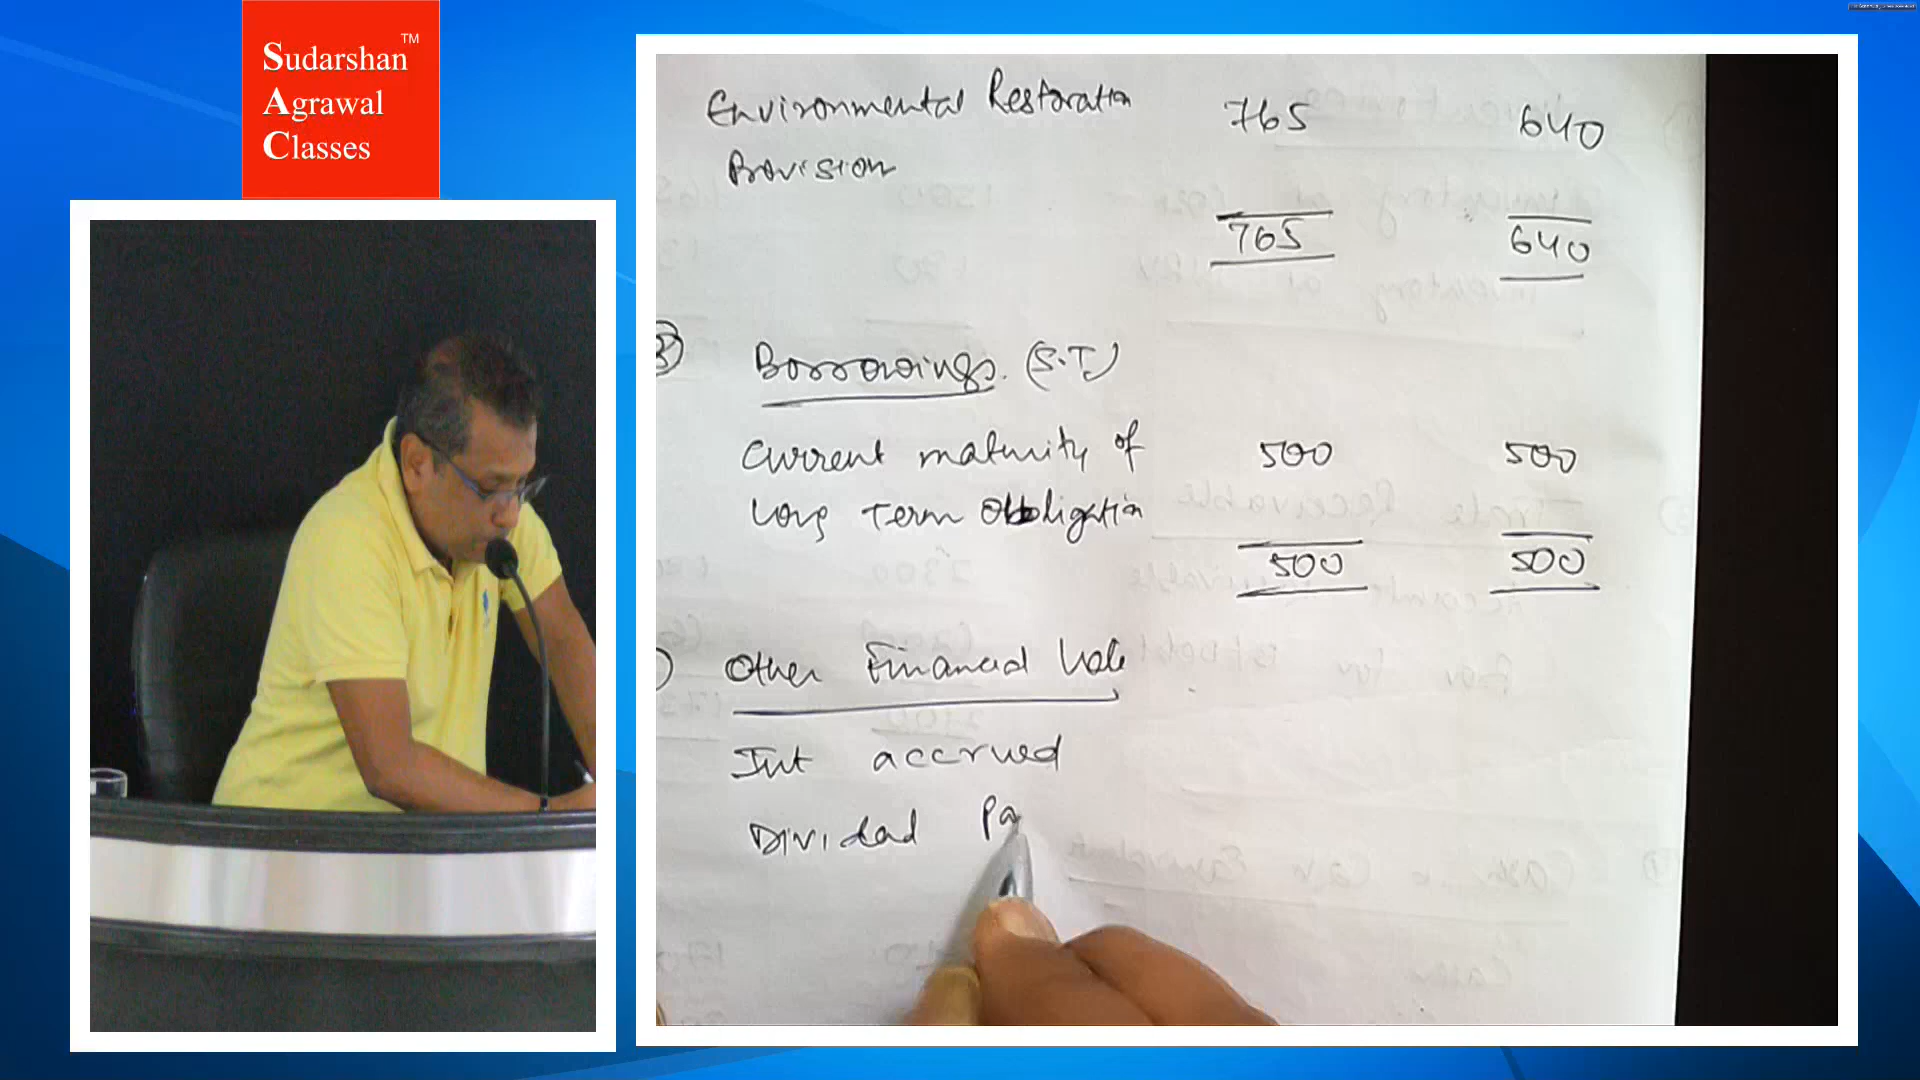 Sudarshan™
Agrawal
Classes
Environmental Restoration 765 640
Provision
765 640
Borrowings. (S.T.)
Current maturity of 500 500
Long Term Obligation
500 500
Other Financial
Int accrued
Dividend Pa